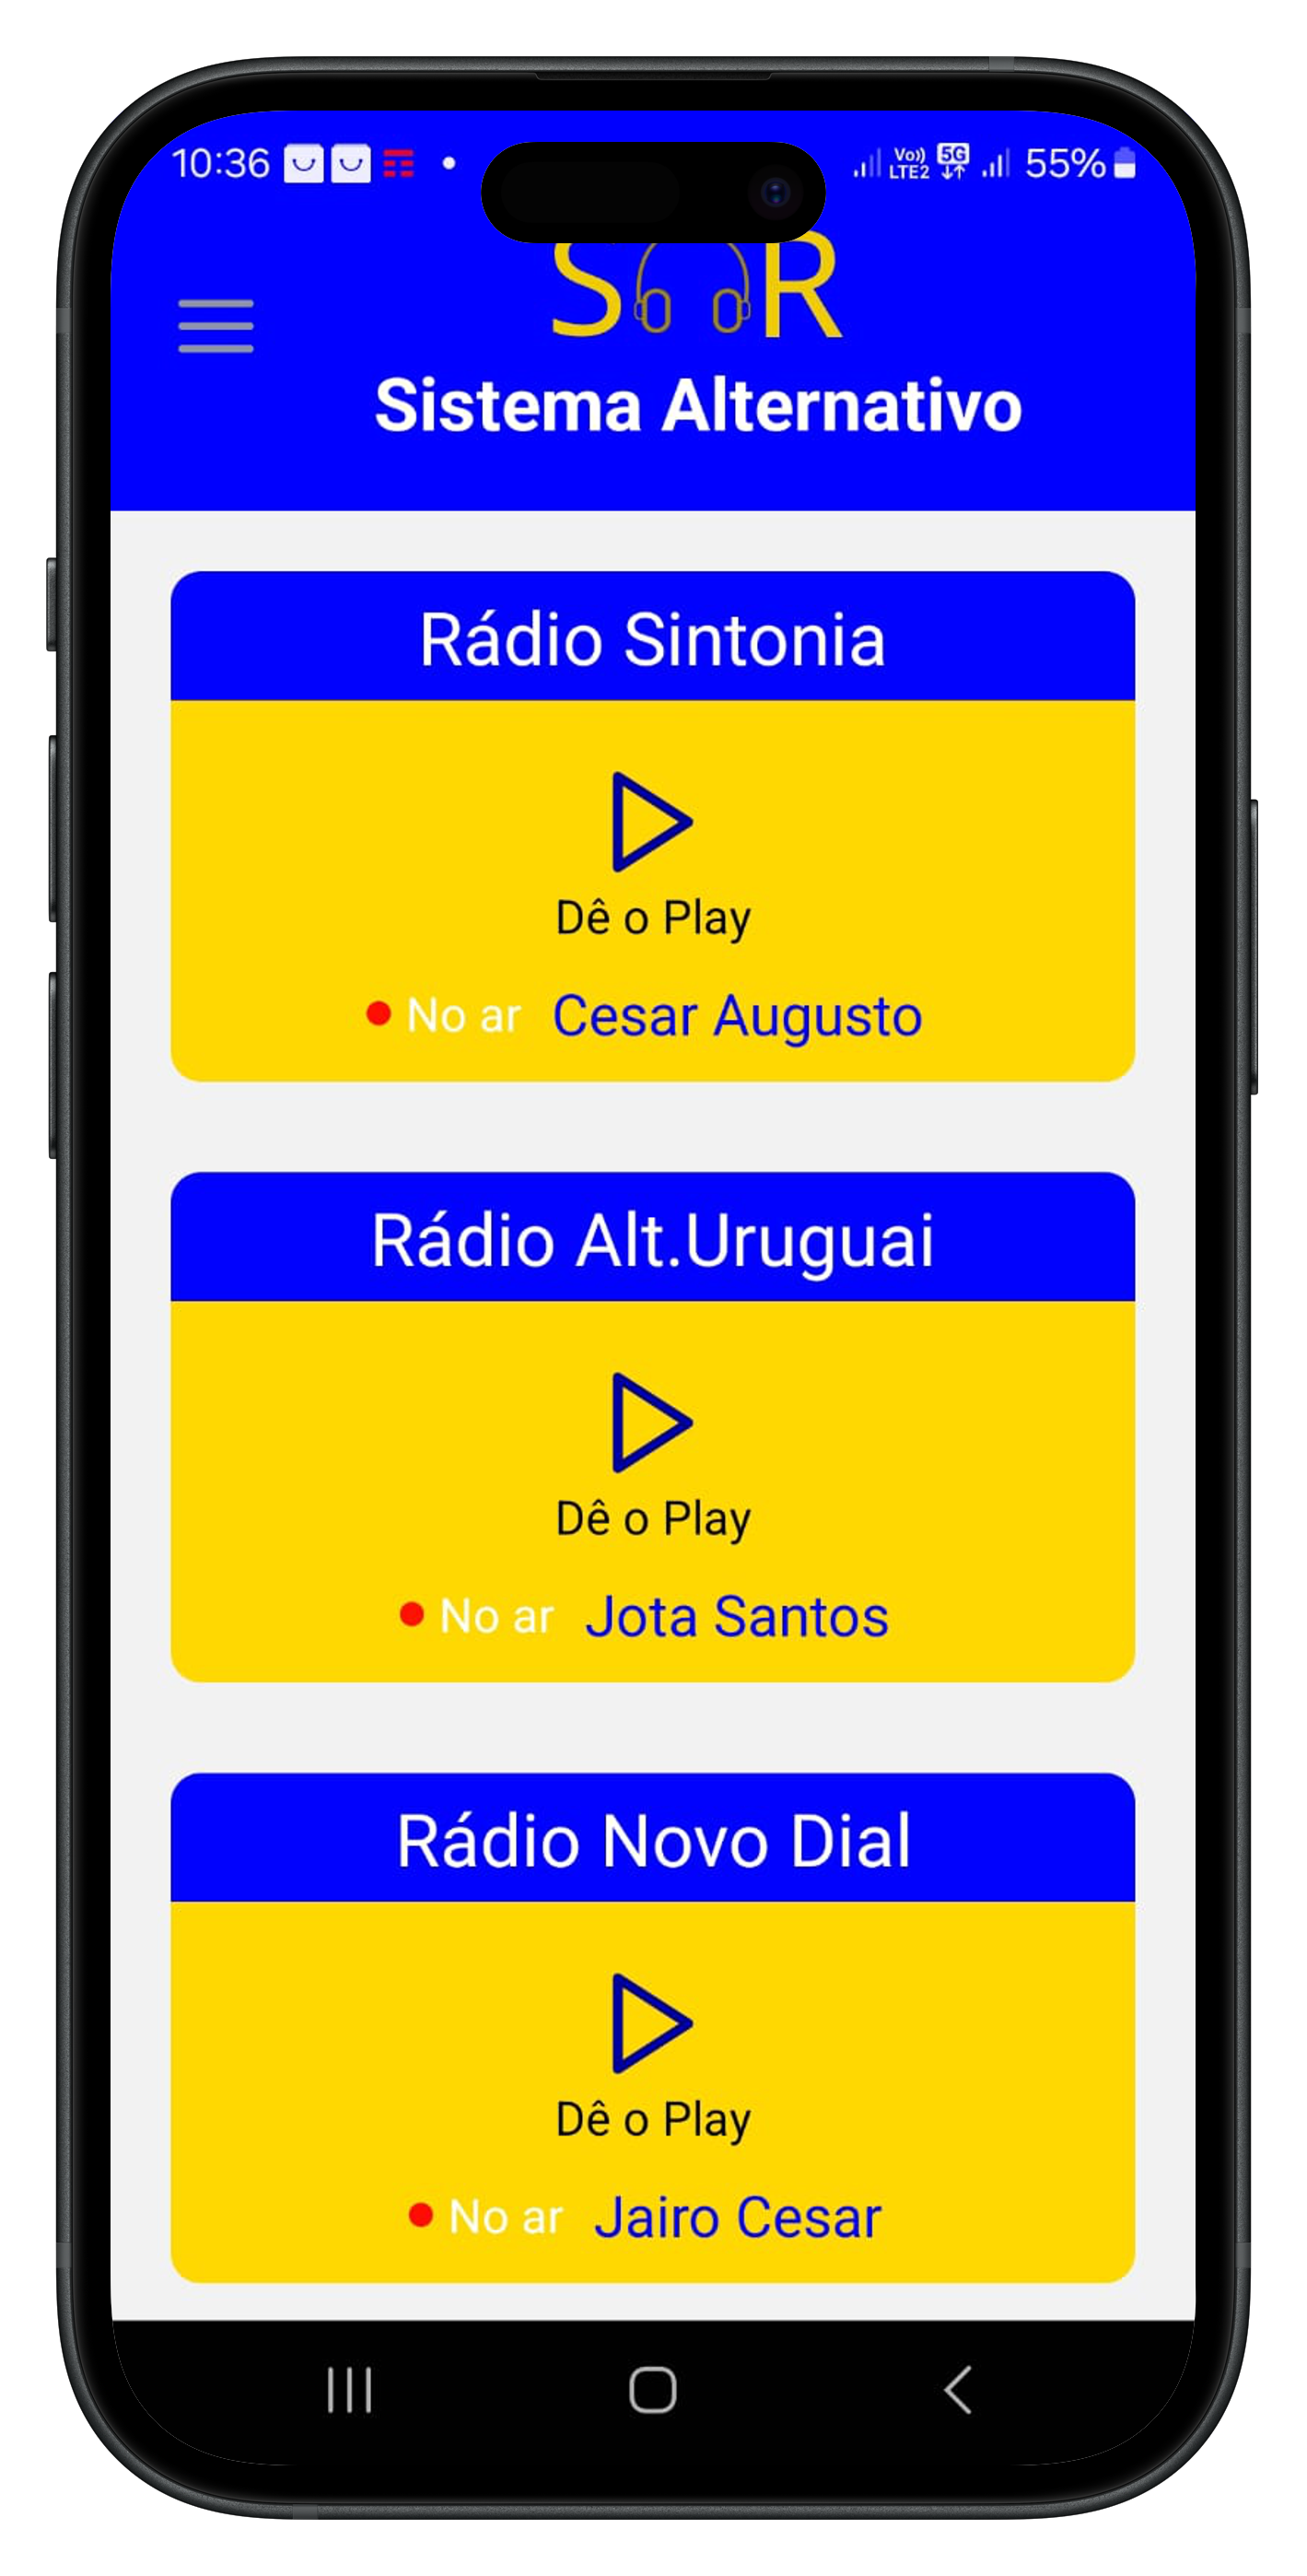 10:36 Vo)) LTE2 5G 55%
S R
Sistema Alternativo
Rádio Sintonia
Dê o Play
No ar Cesar Augusto
Rádio Alt.Uruguai
Dê o Play
No ar Jota Santos
Rádio Novo Dial
Dê o Play
No ar Jairo Cesar